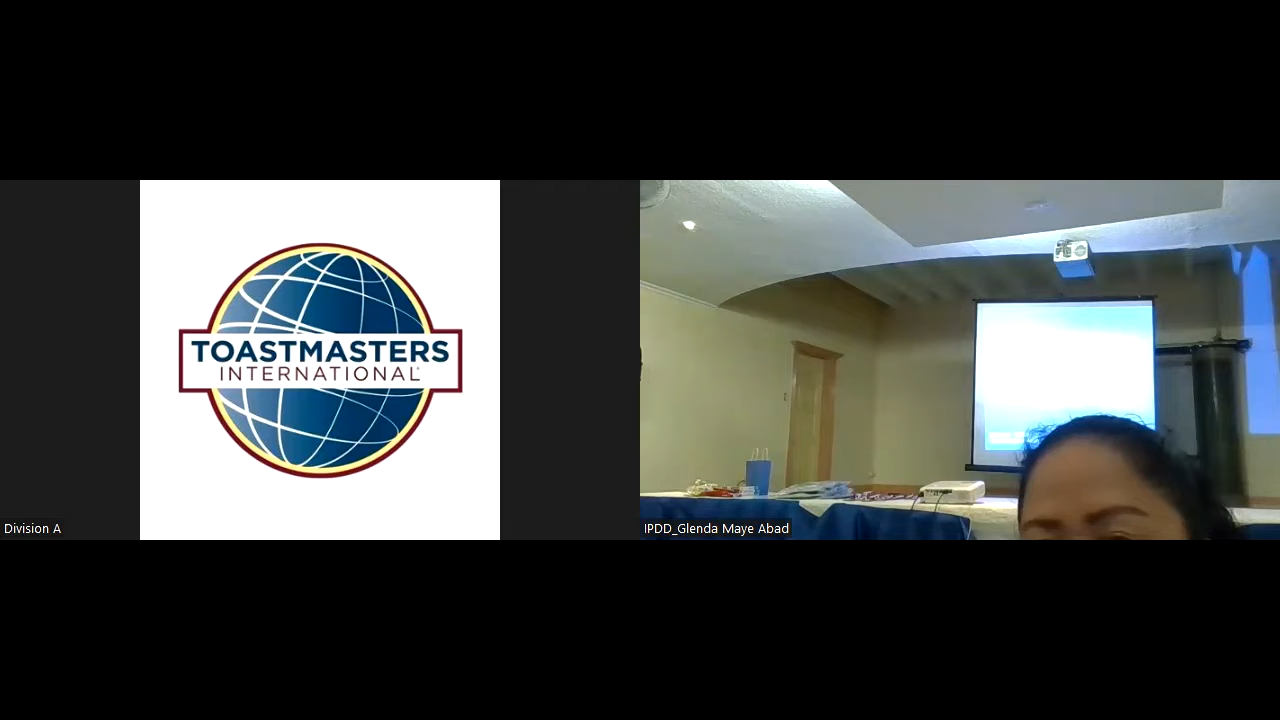 TOASTMASTERS
INTERNATIONAL
Division A
IPDD_Glenda Maye Abad